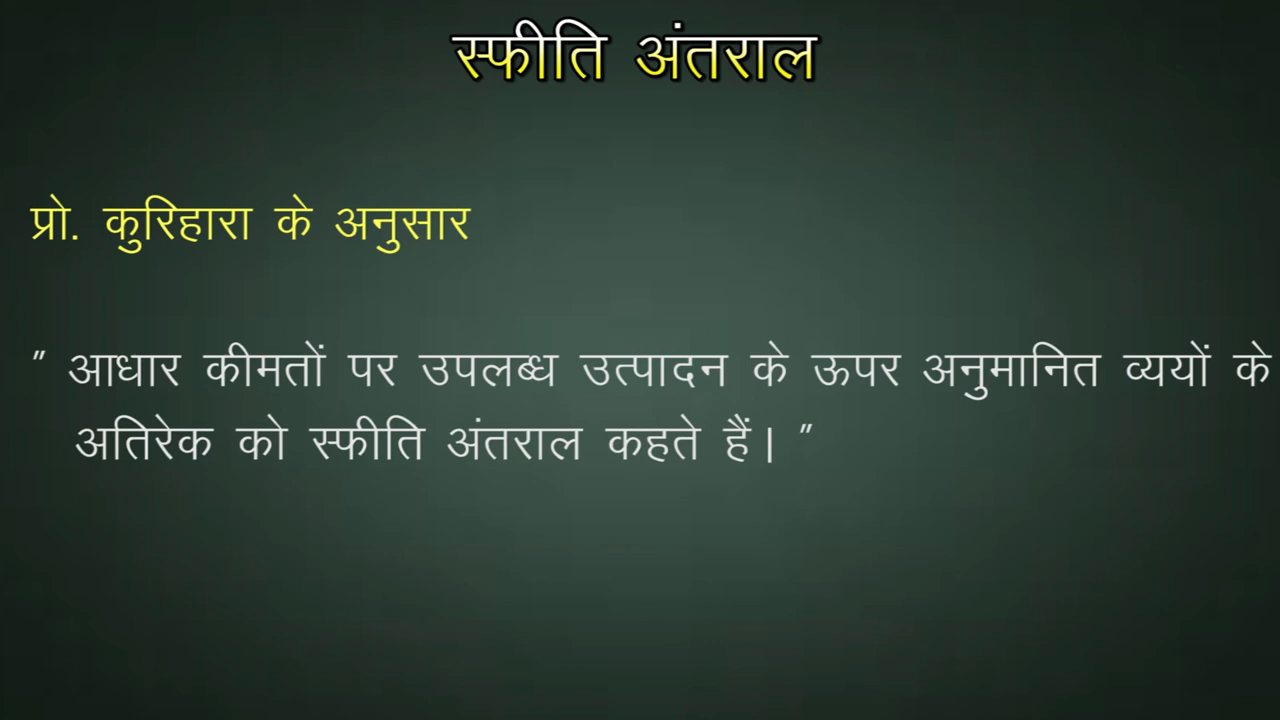 स्फीति अंतराल
प्रो. कुरिहारा के अनुसार
" आधार कीमतों पर उपलब्ध उत्पादन के ऊपर अनुमानित व्ययों के
अतिरेक को स्फीति अंतराल कहते हैं। "